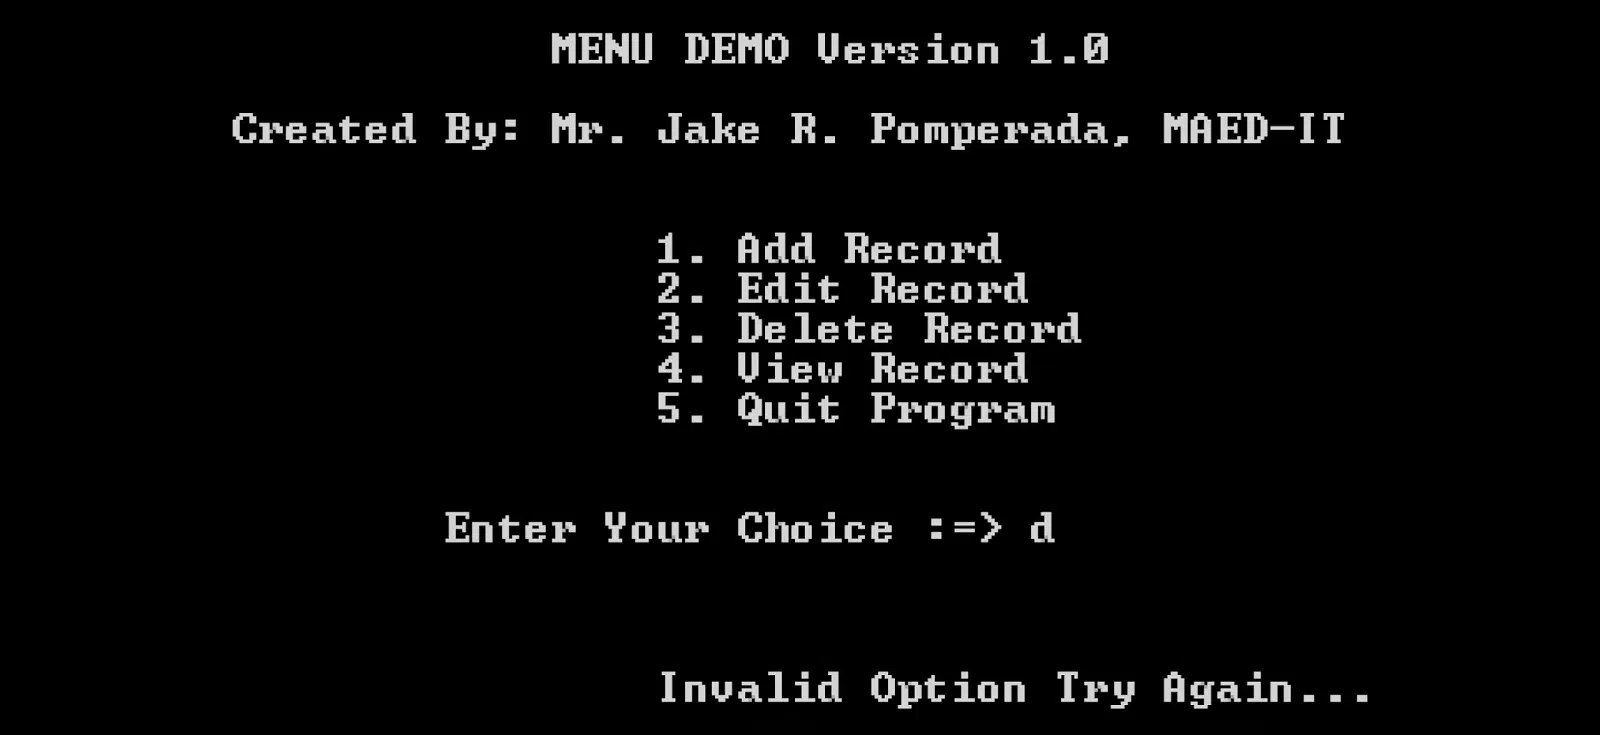 MENU DEMO Version 1.0
Created By: Mr. Jake R. Pomperada, MAED-IT
1. Add Record
2. Edit Record
3. Delete Record
4. View Record
5. Quit Program
Enter Your Choice :=> d
Invalid Option Try Again...